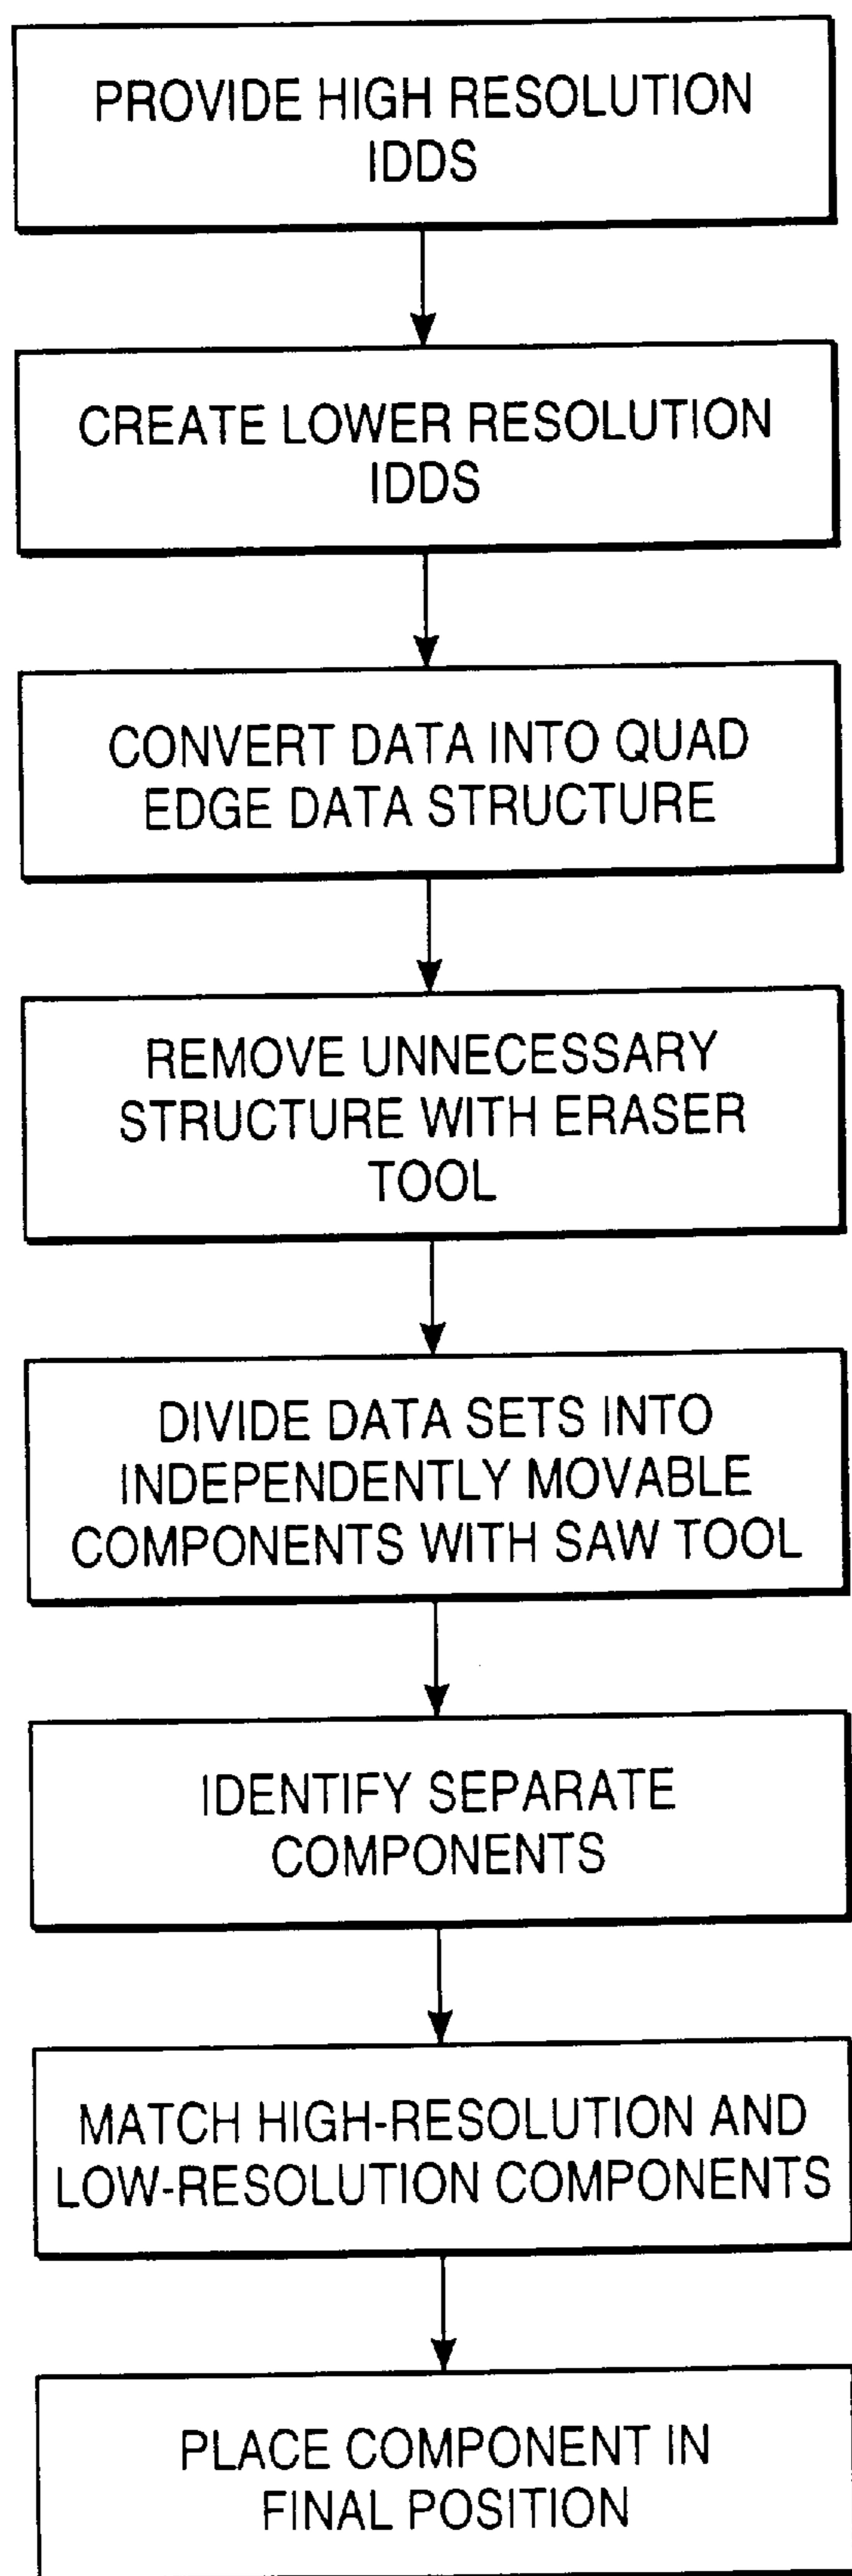 PROVIDE HIGH RESOLUTION
IDDS
CREATE LOWER RESOLUTION
IDDS
CONVERT DATA INTO QUAD
EDGE DATA STRUCTURE
REMOVE UNNECESSARY
STRUCTURE WITH ERASER
TOOL
DIVIDE DATA SETS INTO
INDEPENDENTLY MOVABLE
COMPONENTS WITH SAW TOOL
IDENTIFY SEPARATE
COMPONENTS
MATCH HIGH-RESOLUTION AND
LOW-RESOLUTION COMPONENTS
PLACE COMPONENT IN
FINAL POSITION